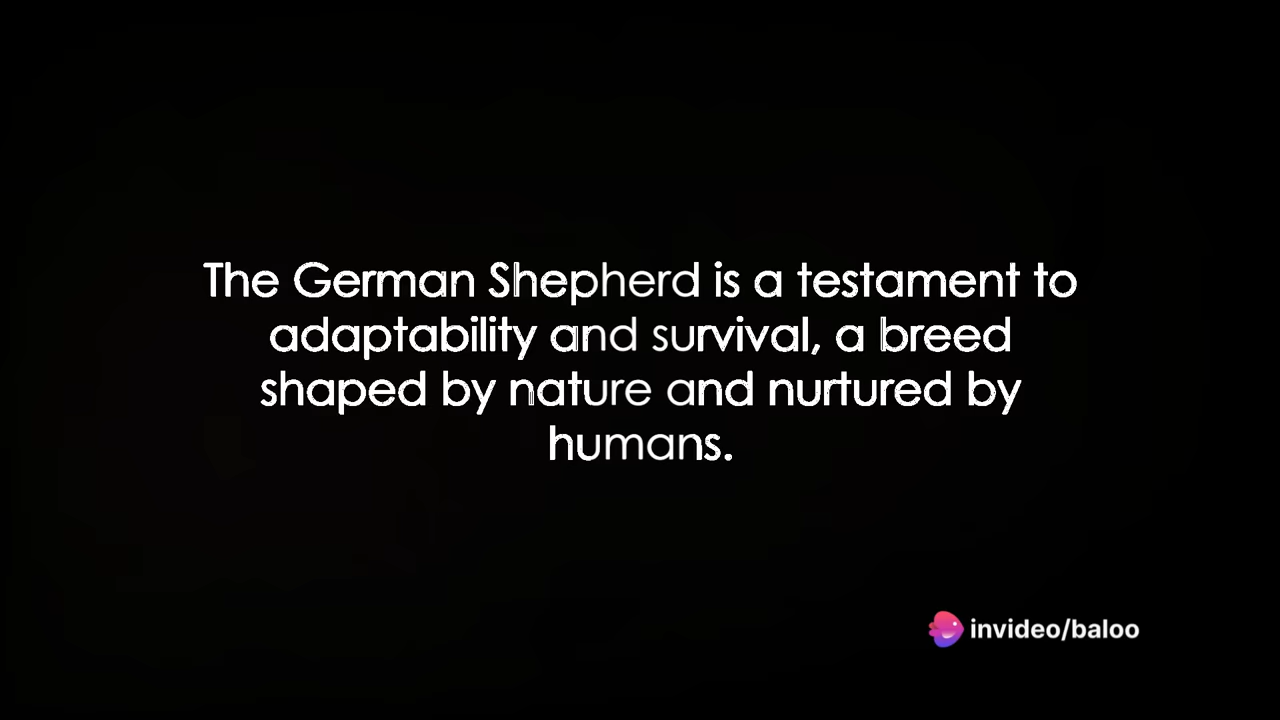 The German Shepherd is a testament to
adaptability and survival, a breed
shaped by nature and nurtured by
humans.
invideo/baloo